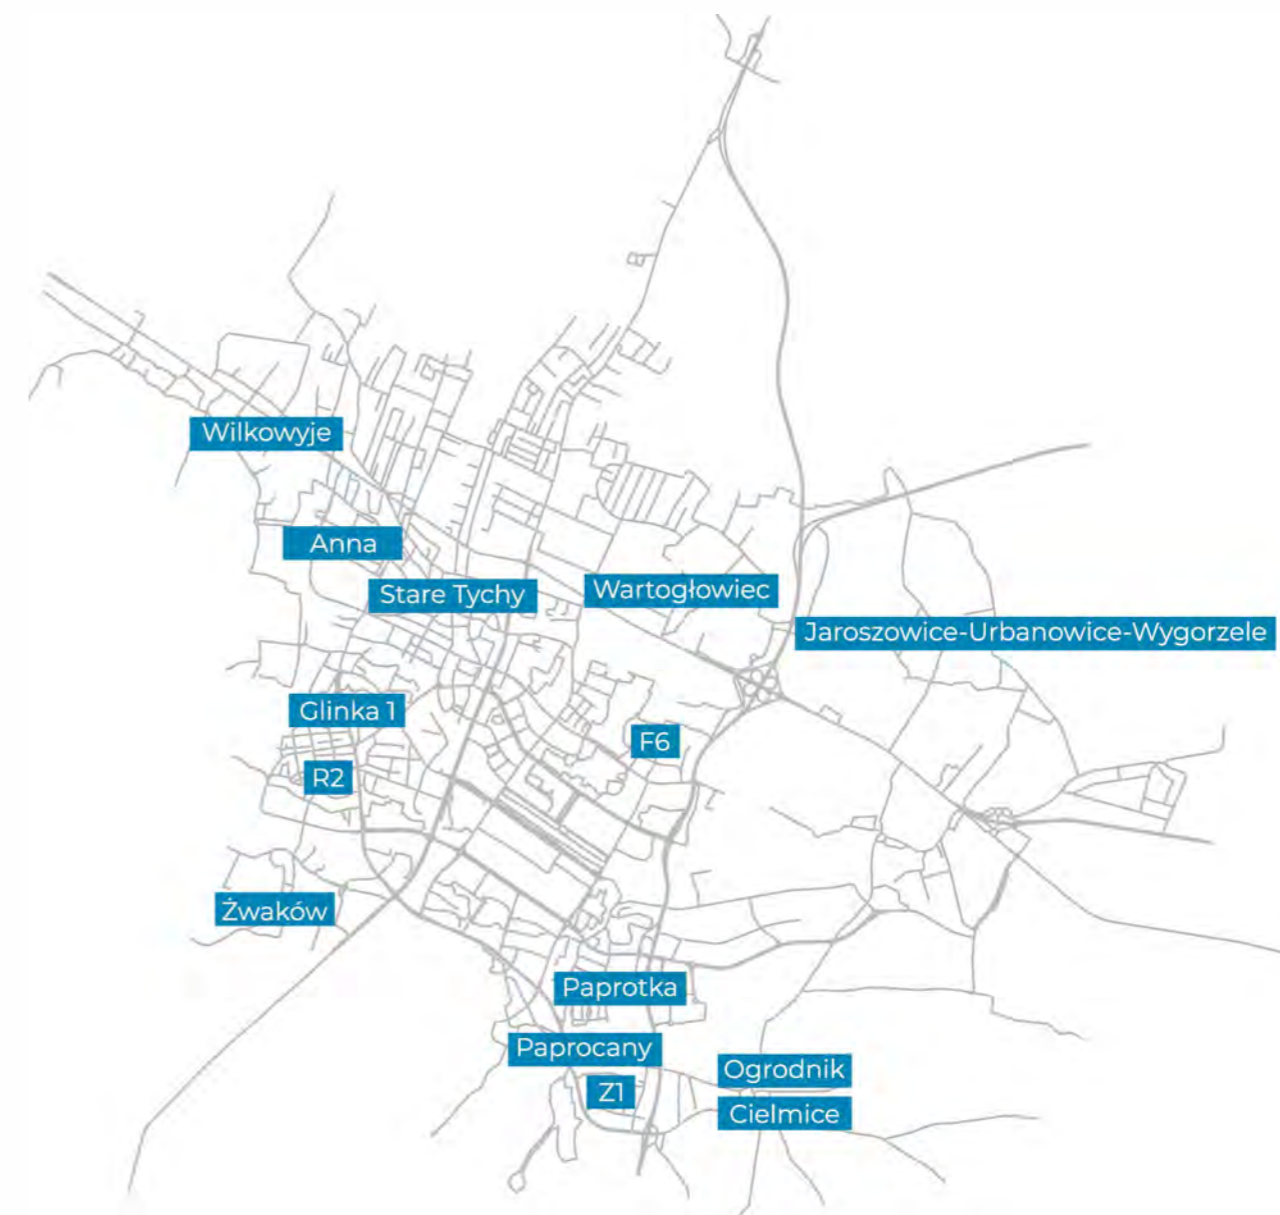 Wilkowyje
Anna
Stare Tychy
Wartogłowiec
Jaroszowice-Urbanowice-Wygorzele
Glinka 1
F6
R2
Żwaków
Paprotka
Paprocany
Ogrodnik
Z1
Cielmice